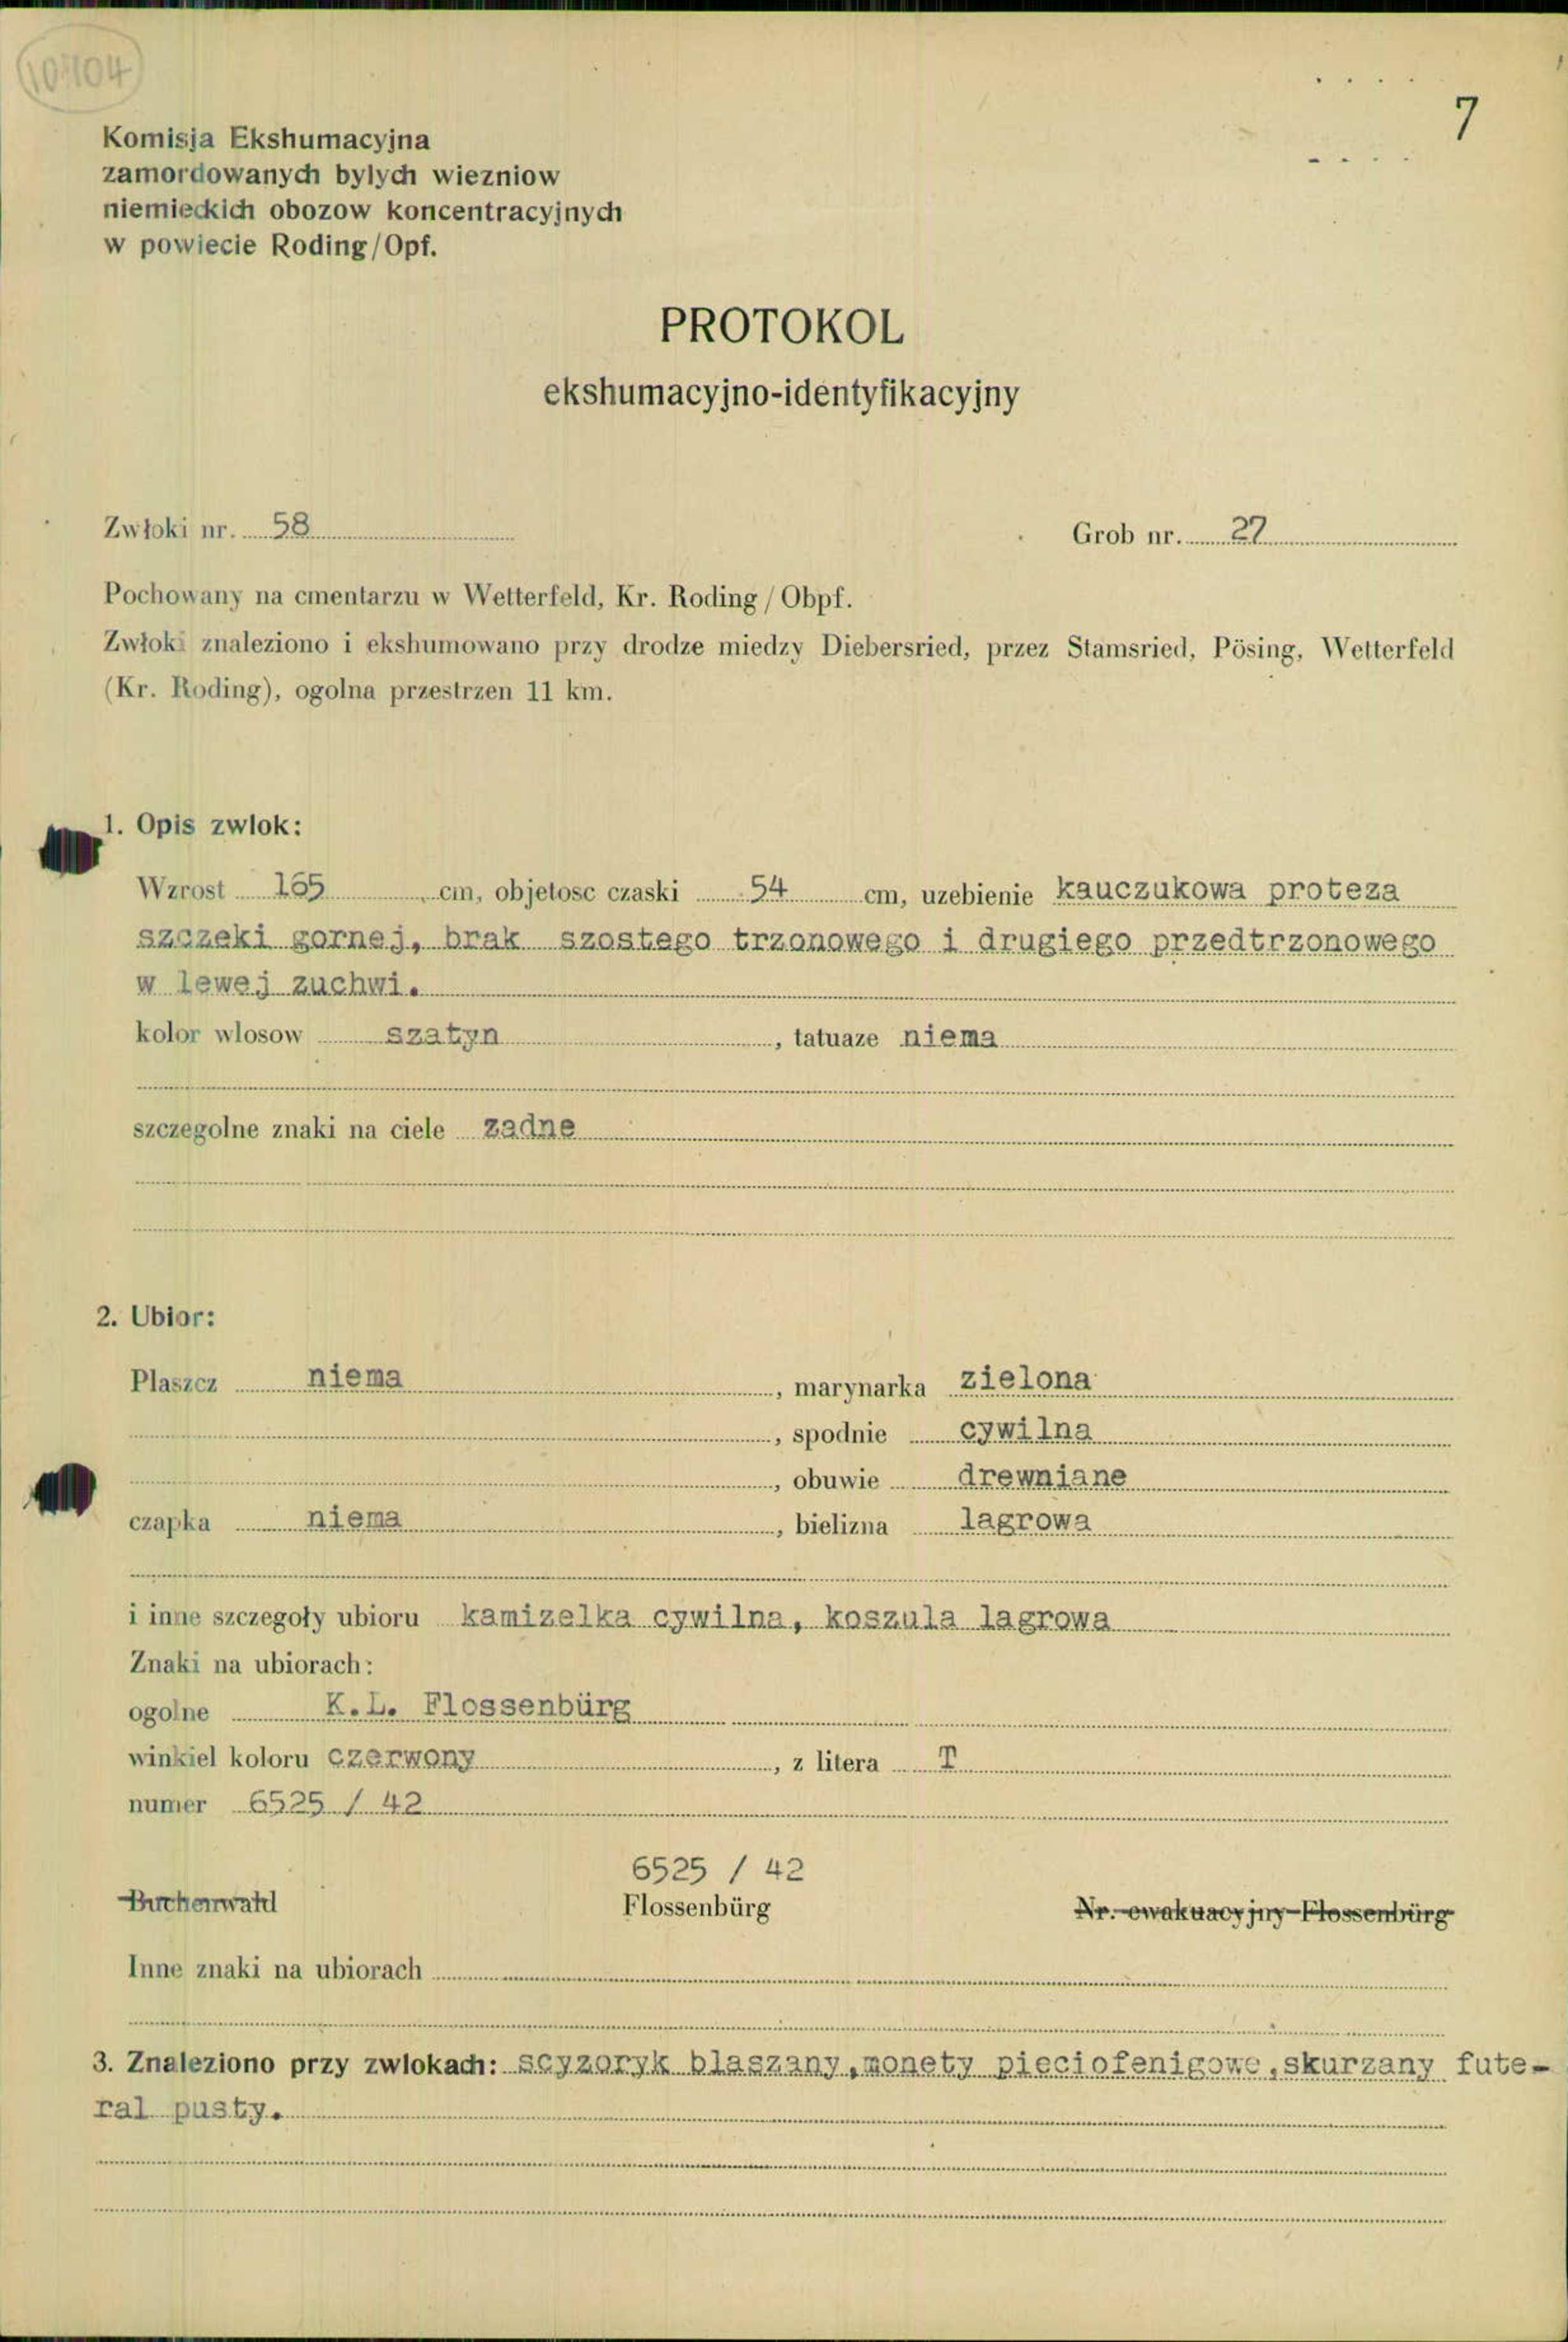 10704
7
Komisja Ekshumacyjna
zamordowanych bylych wiezniow
niemieckich obozow koncentracyjnych
w powiecie Roding/Opf.
PROTOKOL
ekshumacyjno-identyfikacyjny
Zwłoki nr. 58 Grob nr. 27
Pochowany na cmentarzu w Wetterfeld, Kr. Roding / Obpf.
Zwłoki znaleziono i ekshumowano przy drodze miedzy Diebersried, przez Stamsried, Pösing, Wetterfeld
(Kr. Roding), ogolna przestrzen 11 km.
1. Opis zwlok:
Wzrost 165 cm, objetosc czaski 54 cm, uzebienie kauczukowa proteza
szczeki gornej, brak szostego trzonowego i drugiego przedtrzonowego
w lewej zuchwi.
kolor wlosow szatyn, tatuaze niema
szczegolne znaki na ciele zadne
2. Ubior:
Plaszcz niema, marynarka zielona
, spodnie cywilna
, obuwie drewniane
czapka niema, bielizna lagrowa
i inne szczegoły ubioru kamizelka cywilna, koszula lagrowa
Znaki na ubiorach:
ogolne K.L. Flossenbürg
winkiel koloru czerwony, z litera T
numer 6525 / 42
6525 / 42
Buchenwald Flossenbürg Nr. ewakuacyjny-Flossenbürg
Inne znaki na ubiorach
3. Znaleziono przy zwlokach: scyzoryk blaszany, monety pieciofenigowe, skurzany fute-
ral pusty.